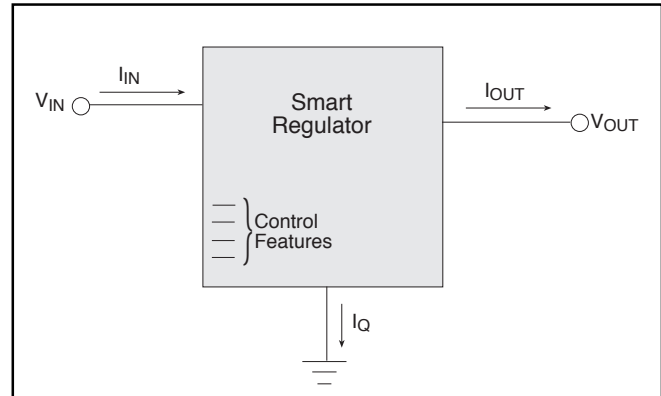 I_IN
V_IN
Smart
Regulator
I_OUT
V_OUT
Control
Features
I_Q